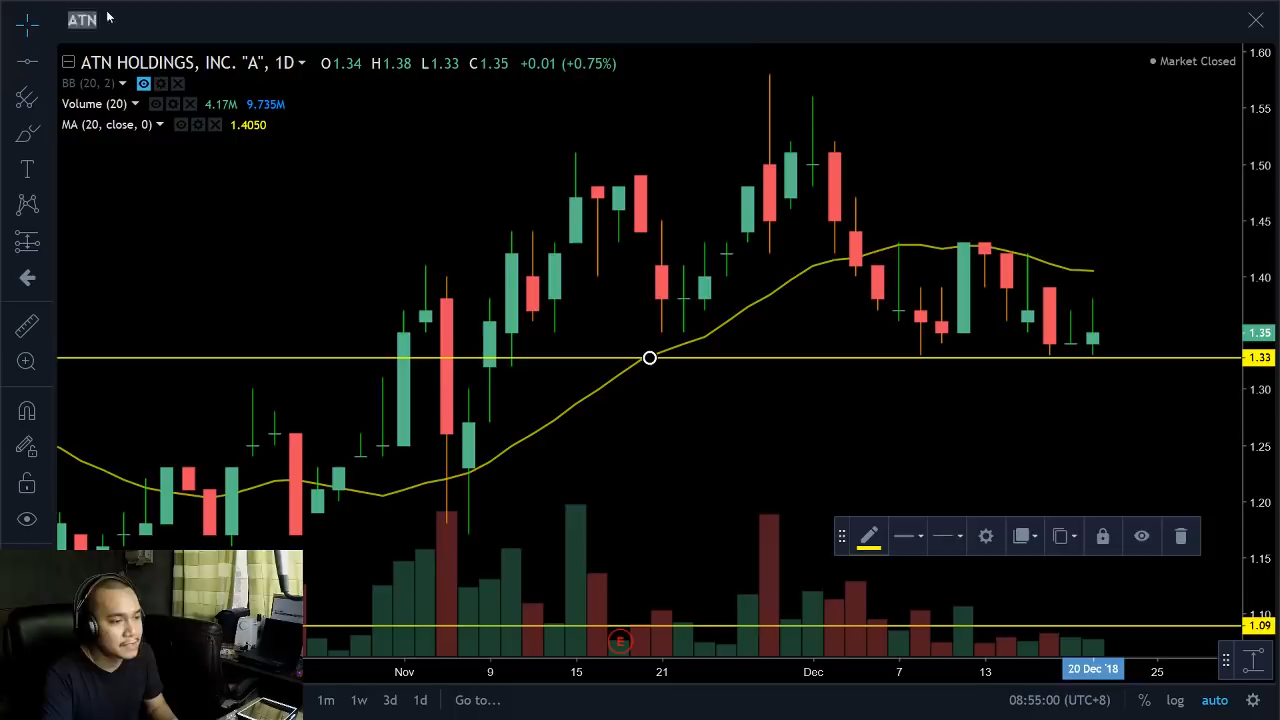 ATN
ATN HOLDINGS, INC. "A", 1D O1.34 H1.38 L1.33 C1.35 +0.01 (+0.75%)
Market Closed
BB (20, 2)
Volume (20) 4.17M 9.735M
MA (20, close, 0) 1.4050
1.60
1.55
1.50
1.45
1.40
1.35
1.33
1.30
1.25
1.20
1.15
1.10
1.09
E
Nov 9 15 21 Dec 7 13 20 Dec '18 25
1m 1w 3d 1d Go to... 08:55:00 (UTC+8) % log auto